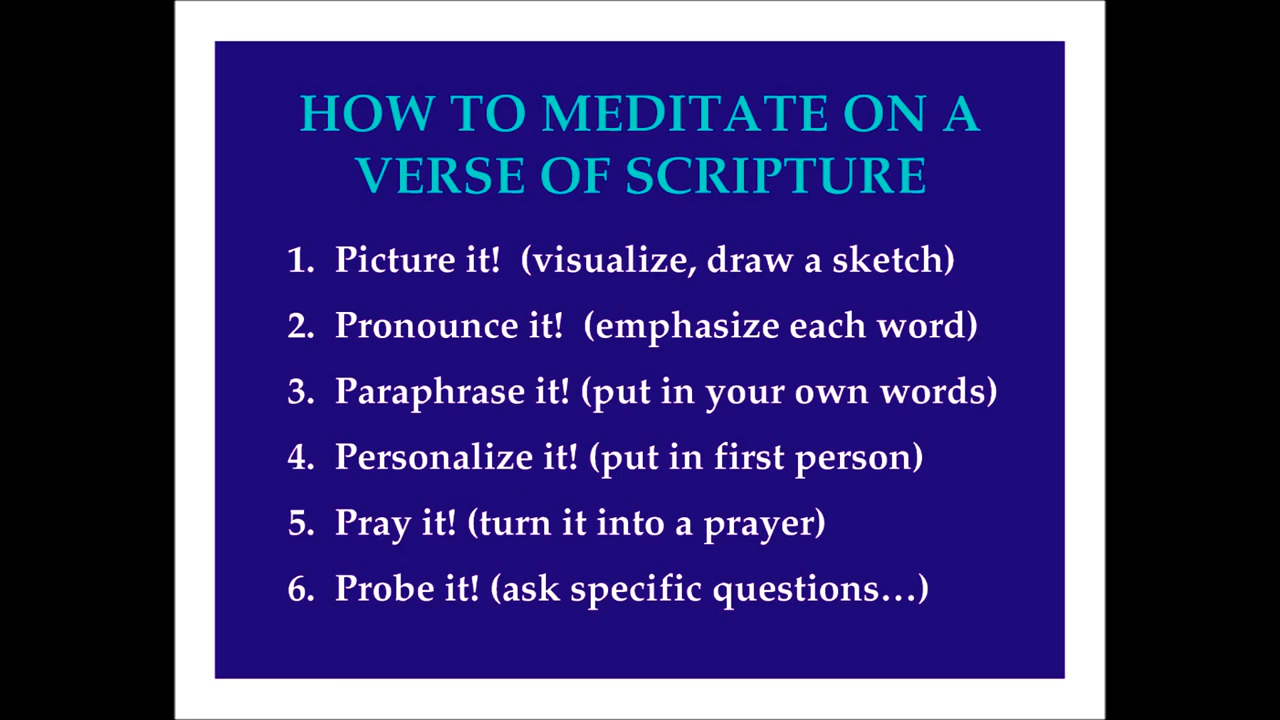 HOW TO MEDITATE ON A
VERSE OF SCRIPTURE
1. Picture it! (visualize, draw a sketch)
2. Pronounce it! (emphasize each word)
3. Paraphrase it! (put in your own words)
4. Personalize it! (put in first person)
5. Pray it! (turn it into a prayer)
6. Probe it! (ask specific questions…)